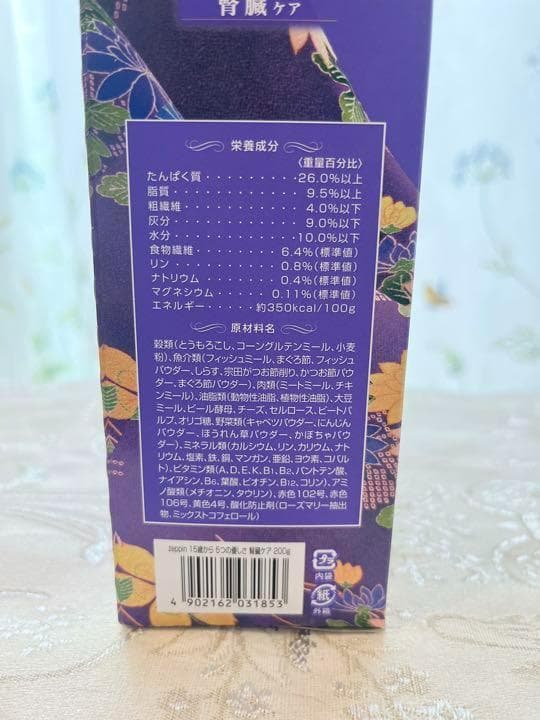 腎臓ケア
栄養成分
〈重量百分比〉
たんぱく質・・・・・・・・・26.0%以上
脂質・・・・・・・・・・・・9.5%以上
粗繊維・・・・・・・・・・・4.0%以下
灰分・・・・・・・・・・・・9.0%以下
水分・・・・・・・・・・・・10.0%以下
食物繊維・・・・・・・・6.4%(標準値)
リン・・・・・・・・・・0.8%(標準値)
ナトリウム・・・・・・・0.4%(標準値)
マグネシウム・・・・・0.11%(標準値)
エネルギー・・・・・約350kcal/100g
原材料名
穀類(とうもろこし、コーングルテンミール、小麦
粉)、魚介類(フィッシュミール、まぐろ節、フィッシュ
パウダー、しらす、宗田がつお節削り、かつお節パウ
ダー、まぐろ節パウダー)、肉類(ミートミール、チキ
ンミール)、油脂類(動物性油脂、植物性油脂)、大豆
ミール、ビール酵母、チーズ、セルロース、ビートパ
ルプ、オリゴ糖、野菜類(キャベツパウダー、にんじん
パウダー、ほうれん草パウダー、かぼちゃパウ
ダー)、ミネラル類(カルシウム、リン、カリウム、ナト
リウム、塩素、鉄、銅、マンガン、亜鉛、ヨウ素、コバル
ト)、ビタミン類(A、D、E、K、B1、B2、パントテン酸、
ナイアシン、B6、葉酸、ビオチン、B12、コリン)、アミ
ノ酸類(メチオニン、タウリン)、赤色102号、赤色
106号、黄色4号、酸化防止剤(ローズマリー抽出
物、ミックストコフェロール)
zeppin 15歳から 5つの優しさ 腎臓ケア 200g
4 902162 031853
プラ
内袋
紙
外箱